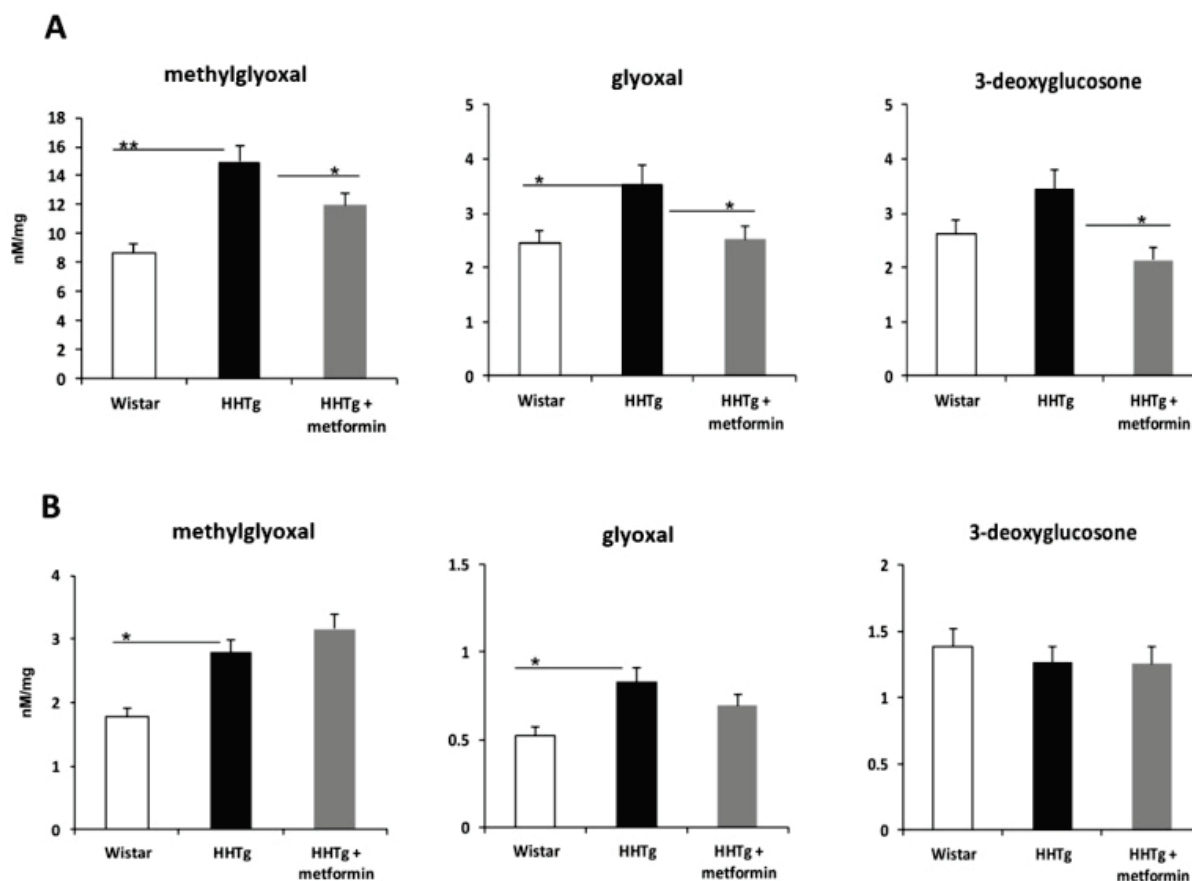 A
methylglyoxal
nM/mg
18
16
14
12
10
8
6
4
2
0
**
*
Wistar
HHTg
HHTg +
metformin
glyoxal
5
4
3
2
1
0
*
*
Wistar
HHTg
HHTg +
metformin
3-deoxyglucosone
5
4
3
2
1
0
*
Wistar
HHTg
HHTg +
metformin
B
methylglyoxal
nM/mg
4
3
2
1
0
*
Wistar
HHTg
HHTg +
metformin
glyoxal
1.5
1
0.5
0
*
Wistar
HHTg
HHTg +
metformin
3-deoxyglucosone
2
1.5
1
0.5
0
Wistar
HHTg
HHTg +
metformin